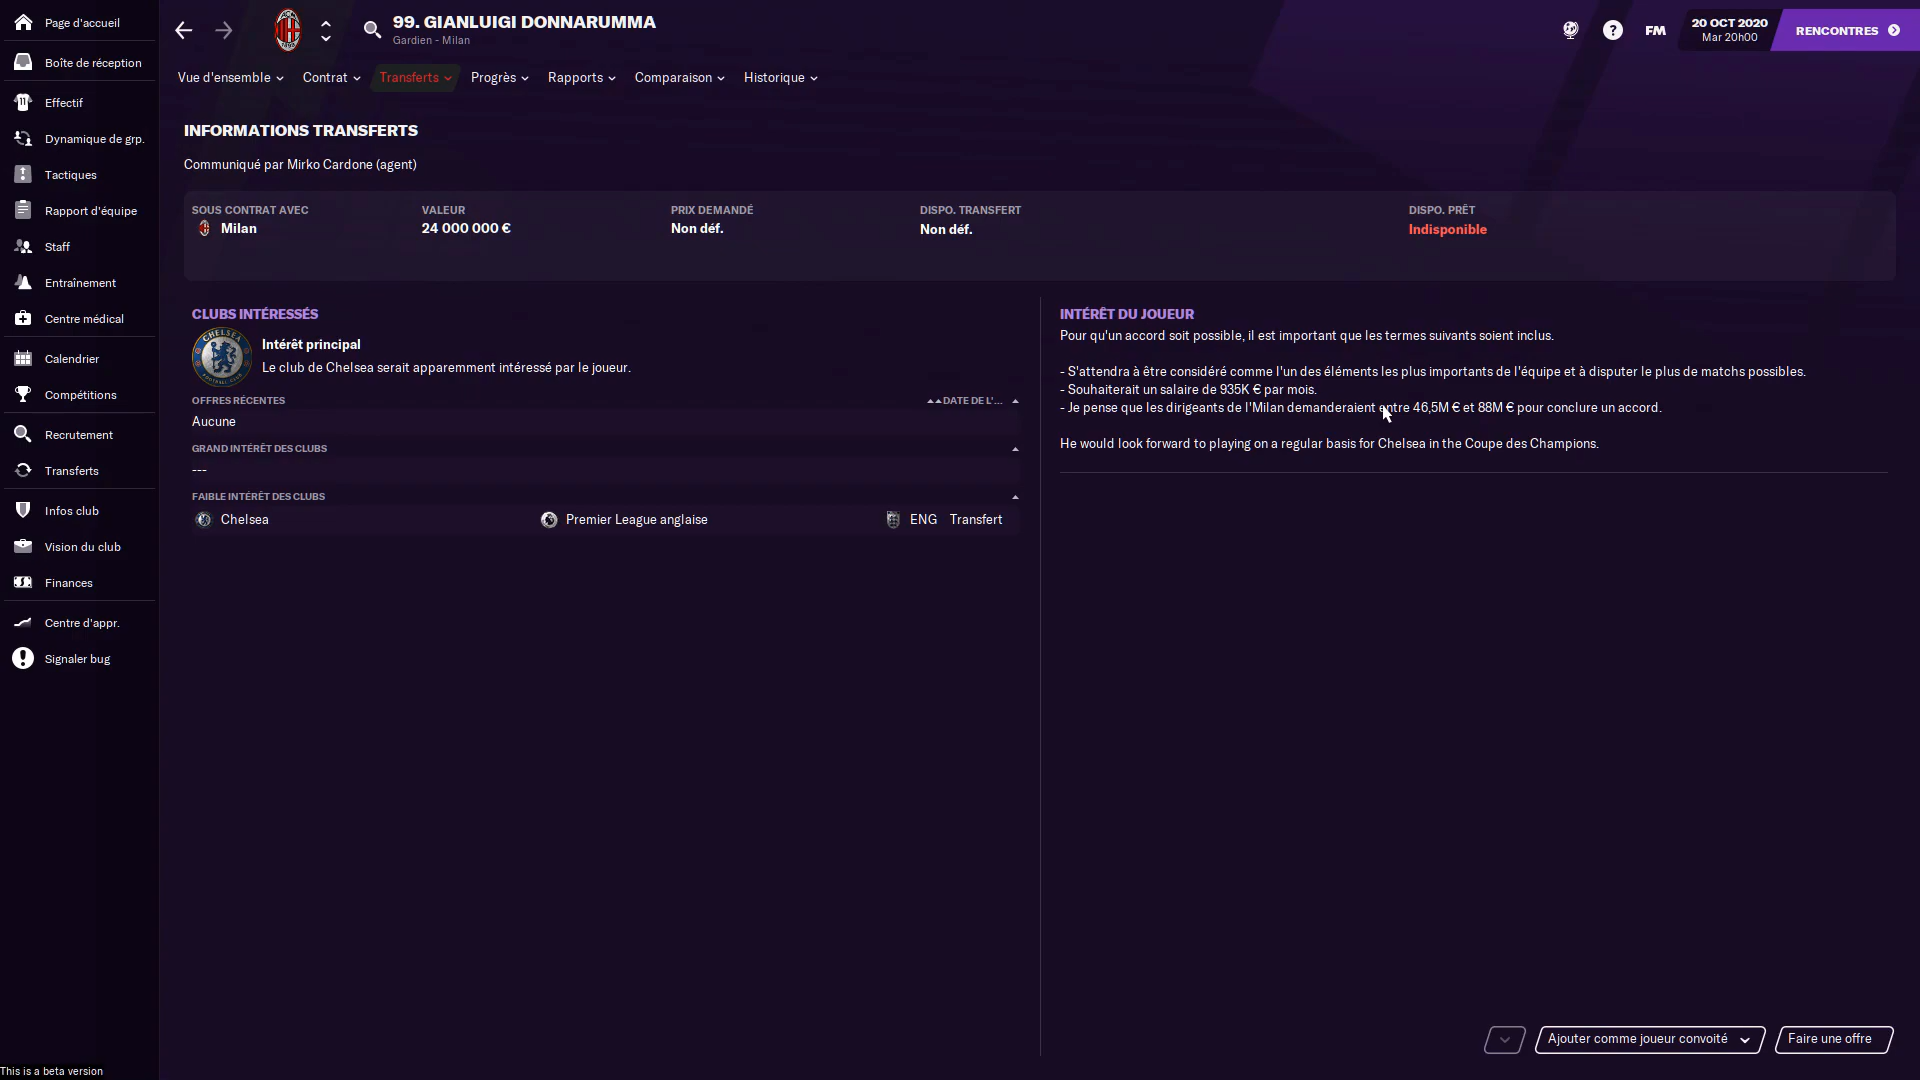 Page d'accueil
Boîte de réception
Effectif
Dynamique de grp.
Tactiques
Rapport d'équipe
Staff
Entraînement
Centre médical
Calendrier
Compétitions
Recrutement
Transferts
Infos club
Vision du club
Finances
Centre d'appr.
Signaler bug
This is a beta version
99. GIANLUIGI DONNARUMMA
Gardien - Milan
FM
20 OCT 2020
Mar 20h00
RENCONTRES
Vue d'ensemble Contrat Transferts Progrès Rapports Comparaison Historique
INFORMATIONS TRANSFERTS
Communiqué par Mirko Cardone (agent)
SOUS CONTRAT AVEC VALEUR PRIX DEMANDÉ DISPO. TRANSFERT DISPO. PRÊT
Milan 24 000 000 € Non déf. Non déf. Indisponible
CLUBS INTÉRESSÉS
CHELSEA
Intérêt principal
Le club de Chelsea serait apparemment intéressé par le joueur.
OFFRES RÉCENTES DATE DE L'...
Aucune
GRAND INTÉRÊT DES CLUBS
---
FAIBLE INTÉRÊT DES CLUBS
Chelsea Premier League anglaise ENG Transfert
INTÉRÊT DU JOUEUR
Pour qu'un accord soit possible, il est important que les termes suivants soient inclus.
- S'attendra à être considéré comme l'un des éléments les plus importants de l'équipe et à disputer le plus de matchs possibles.
- Souhaiterait un salaire de 935K € par mois.
- Je pense que les dirigeants de l'Milan demanderaient entre 46,5M € et 88M € pour conclure un accord.
He would look forward to playing on a regular basis for Chelsea in the Coupe des Champions.
Ajouter comme joueur convoité
Faire une offre